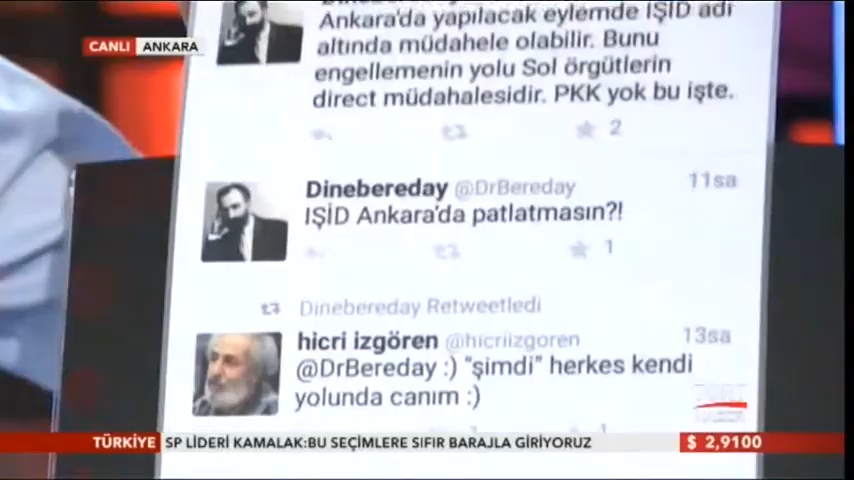 Ankara'da yapılacak eylemde IŞİD adı
altında müdahele olabilir. Bunu
engellemenin yolu Sol örgütlerin
direct müdahalesidir. PKK yok bu işte.
2
CANLI ANKARA
Dinebereday @DrBereday 11sa
IŞİD Ankara'da patlatmasın?!
1
Dinebereday Retweetledi
hicri izgören @hicriizgoren 13sa
@DrBereday :) "şimdi" herkes kendi
yolunda canım :)
TÜRKİYE SP LİDERİ KAMALAK:BU SEÇİMLERE SIFIR BARAJLA GİRİYORUZ $ 2,9100